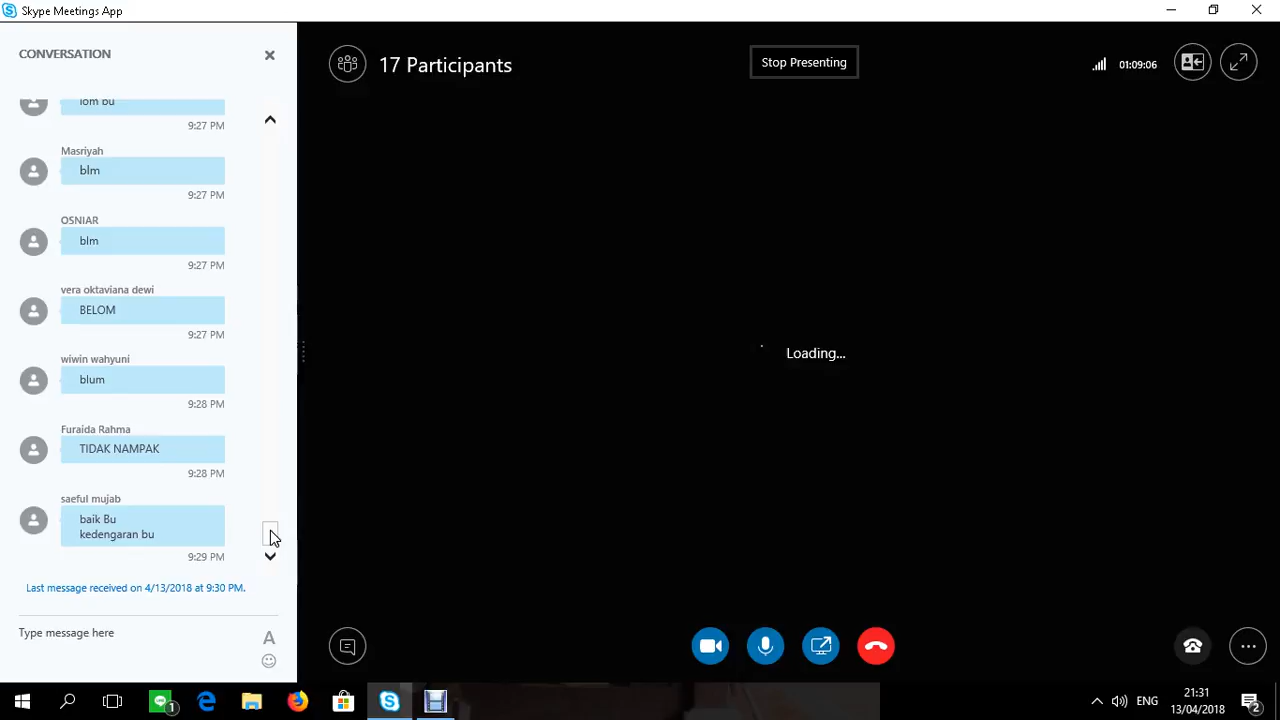 Skype Meetings App
CONVERSATION
lom bu
9:27 PM
Masriyah
blm
9:27 PM
OSNIAR
blm
9:27 PM
vera oktaviana dewi
BELOM
9:27 PM
wiwin wahyuni
blum
9:28 PM
Furaida Rahma
TIDAK NAMPAK
9:28 PM
saeful mujab
baik Bu
kedengaran bu
9:29 PM
Last message received on 4/13/2018 at 9:30 PM.
Type message here
A
17 Participants
Stop Presenting
01:09:06
Loading...
1
ENG
21:31
13/04/2018
2